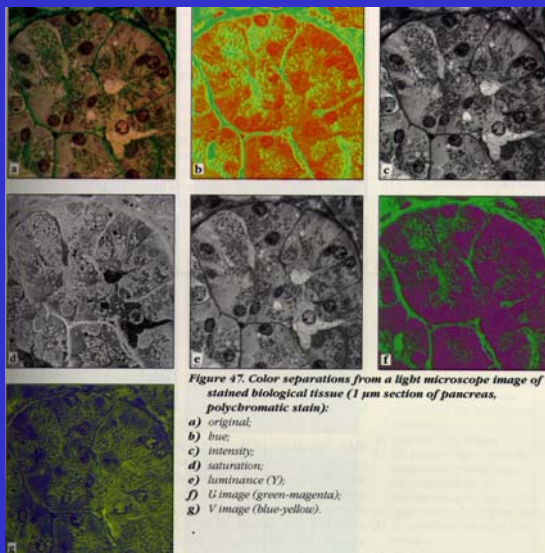 a
b
c
d
e
f
g
Figure 47. Color separations from a light microscope image of
stained biological tissue (1 µm section of pancreas,
polychromatic stain):
a) original;
b) hue;
c) intensity;
d) saturation;
e) luminance (Y);
f) U image (green-magenta);
g) V image (blue-yellow).